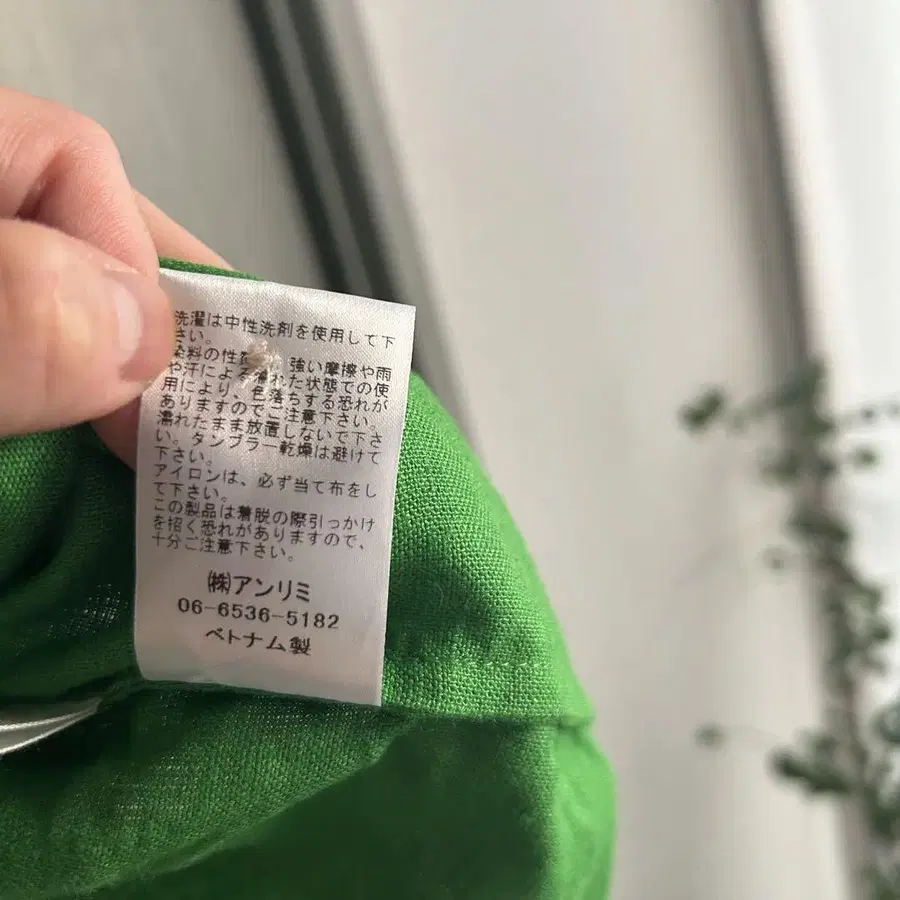 洗濯は中性洗剤を使用して下
さい。
染料の性 強い摩擦や雨
や汗による濡れた状態での使
用により、色落ちする恐れが
ありますのでご注意下さい。
濡れたまま放置しないで下さ
い。タンブラー乾燥は避けて
下さい。
アイロンは、必ず当て布をし
て下さい。
この製品は着脱の際引っかけ
を招く恐れがありますので、
十分ご注意下さい。
㈱アンリミ
06-6536-5182
ベトナム製